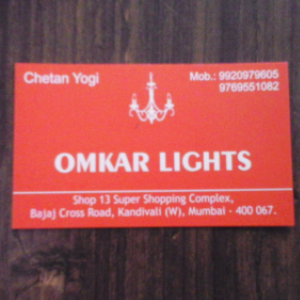 Chetan Yogi
Mob.: 9920979605
9769551082
OMKAR LIGHTS
Shop 13 Super Shopping Complex,
Bajaj Cross Road, Kandivali (W), Mumbai - 400 067.